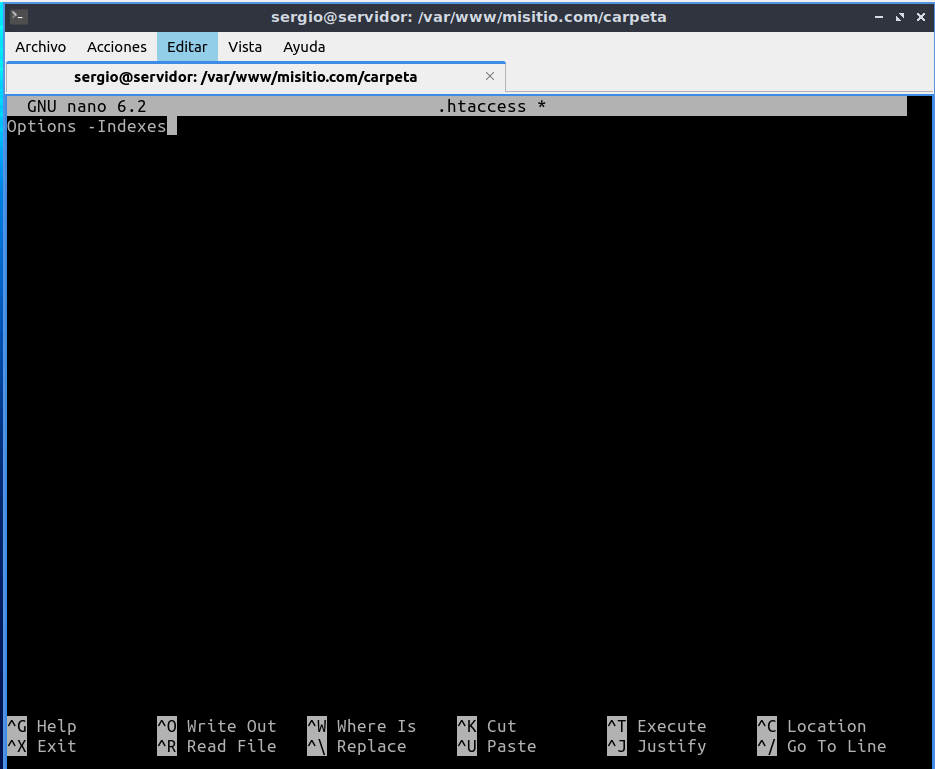 sergio@servidor: /var/www/misitio.com/carpeta
Archivo Acciones Editar Vista Ayuda
sergio@servidor: /var/www/misitio.com/carpeta
GNU nano 6.2 .htaccess *
Options -Indexes
^G Help ^O Write Out ^W Where Is ^K Cut ^T Execute ^C Location
^X Exit ^R Read File ^\ Replace ^U Paste ^J Justify ^/ Go To Line